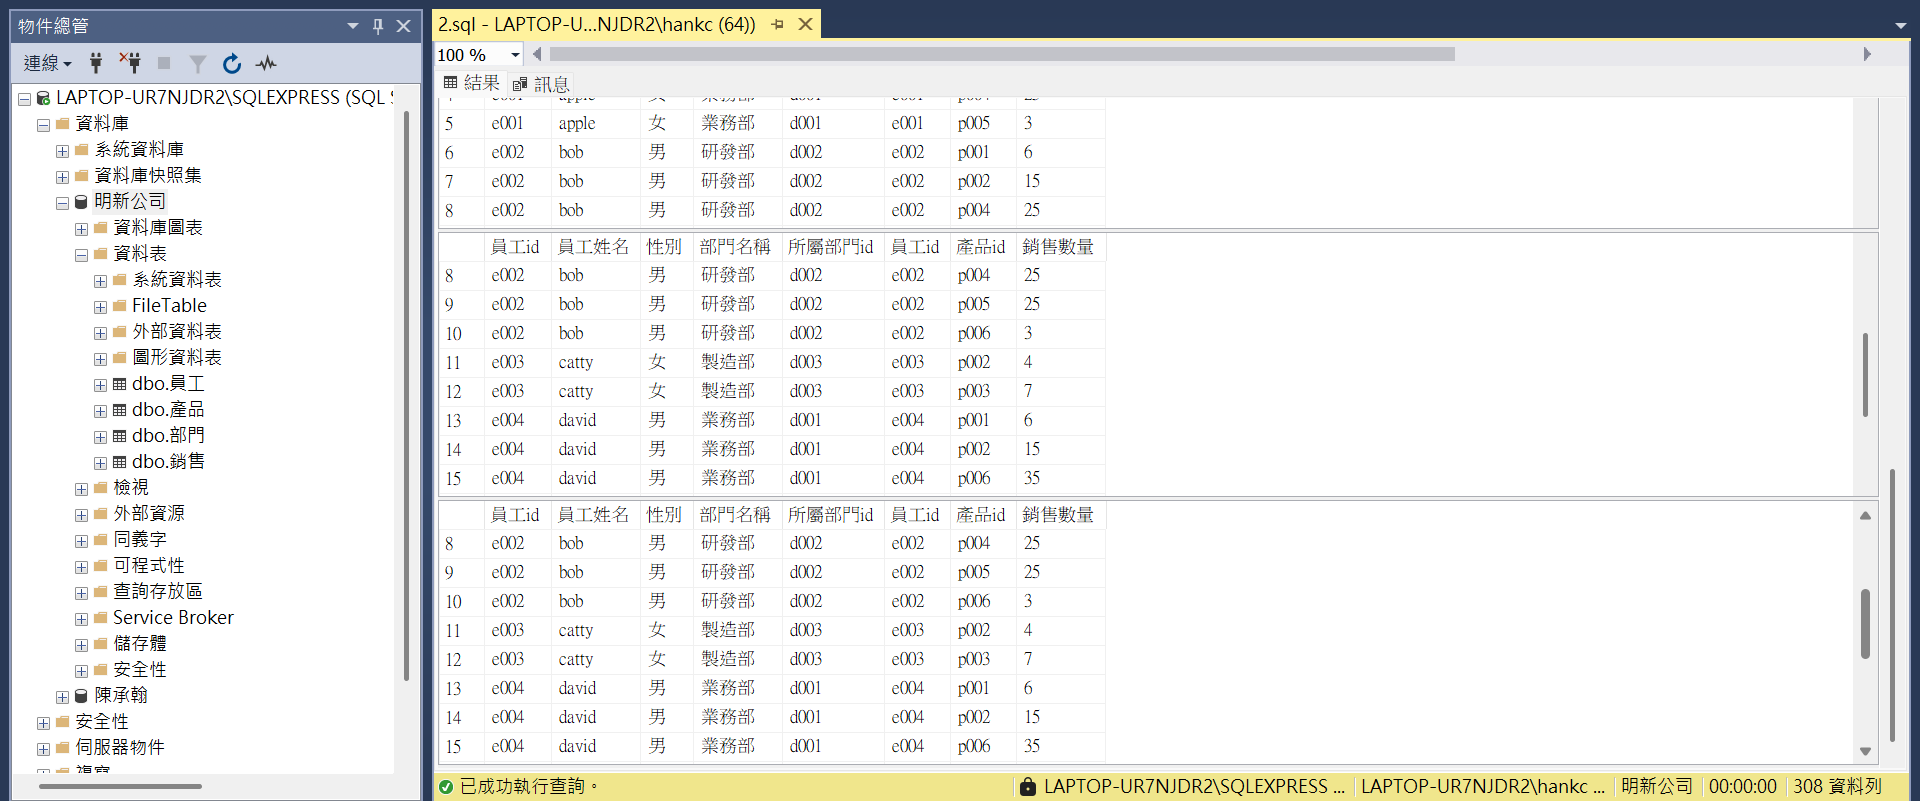 物件總管
連線
LAPTOP-UR7NJDR2\SQLEXPRESS (SQL S
資料庫
系統資料庫
資料庫快照集
明新公司
資料庫圖表
資料表
系統資料表
FileTable
外部資料表
圖形資料表
dbo.員工
dbo.產品
dbo.部門
dbo.銷售
檢視
外部資源
同義字
可程式性
查詢存放區
Service Broker
儲存體
安全性
陳承翰
安全性
伺服器物件
複寫
2.sql - LAPTOP-U...NJDR2\hankc (64))
100 %
結果 訊息
4 e001 apple 女 業務部 d001 e001 p004 25
5 e001 apple 女 業務部 d001 e001 p005 3
6 e002 bob 男 研發部 d002 e002 p001 6
7 e002 bob 男 研發部 d002 e002 p002 15
8 e002 bob 男 研發部 d002 e002 p004 25
員工id 員工姓名 性別 部門名稱 所屬部門id 員工id 產品id 銷售數量
8 e002 bob 男 研發部 d002 e002 p004 25
9 e002 bob 男 研發部 d002 e002 p005 25
10 e002 bob 男 研發部 d002 e002 p006 3
11 e003 catty 女 製造部 d003 e003 p002 4
12 e003 catty 女 製造部 d003 e003 p003 7
13 e004 david 男 業務部 d001 e004 p001 6
14 e004 david 男 業務部 d001 e004 p002 15
15 e004 david 男 業務部 d001 e004 p006 35
員工id 員工姓名 性別 部門名稱 所屬部門id 員工id 產品id 銷售數量
8 e002 bob 男 研發部 d002 e002 p004 25
9 e002 bob 男 研發部 d002 e002 p005 25
10 e002 bob 男 研發部 d002 e002 p006 3
11 e003 catty 女 製造部 d003 e003 p002 4
12 e003 catty 女 製造部 d003 e003 p003 7
13 e004 david 男 業務部 d001 e004 p001 6
14 e004 david 男 業務部 d001 e004 p002 15
15 e004 david 男 業務部 d001 e004 p006 35
已成功執行查詢。 LAPTOP-UR7NJDR2\SQLEXPRESS ... LAPTOP-UR7NJDR2\hankc ... 明新公司 00:00:00 308 資料列